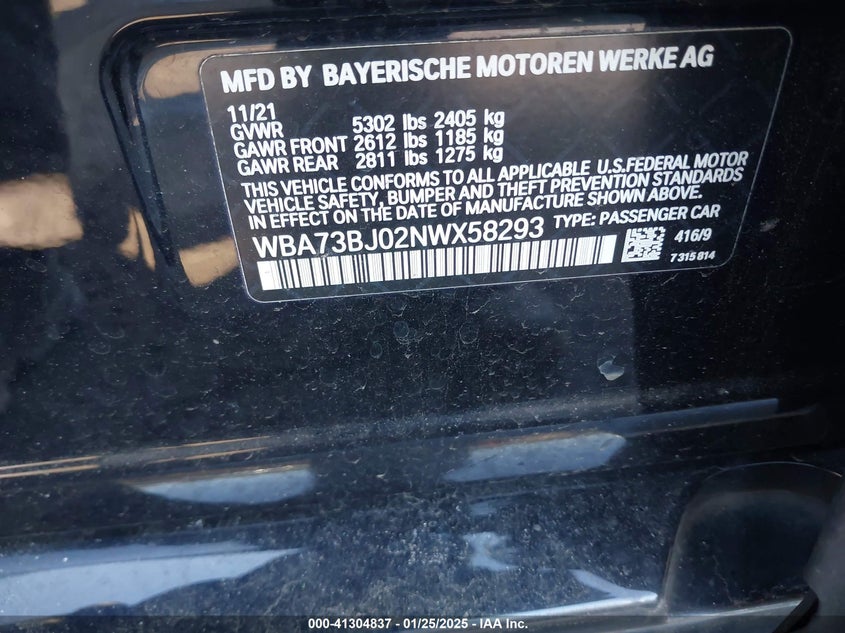 MFD BY BAYERISCHE MOTOREN WERKE AG
11/21
GVWR 5302 lbs 2405 kg
GAWR FRONT 2612 lbs 1185 kg
GAWR REAR 2811 lbs 1275 kg
THIS VEHICLE CONFORMS TO ALL APPLICABLE U.S.FEDERAL MOTOR
VEHICLE SAFETY, BUMPER AND THEFT PREVENTION STANDARDS
IN EFFECT ON THE DATE OF MANUFACTURE SHOWN ABOVE.
WBA73BJ02NWX58293 TYPE: PASSENGER CAR
416/9
7315814
000-41304837 / 01/25/2025 / IAA Inc.